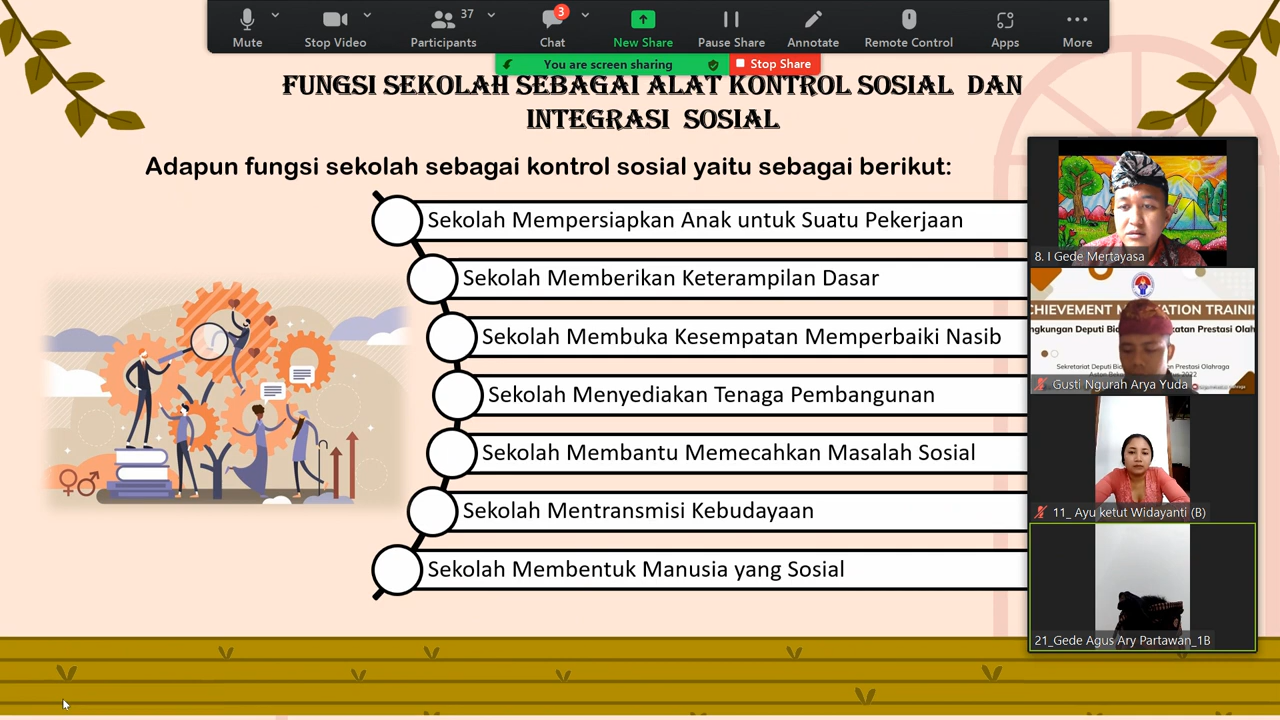 37
3
Mute
Stop Video
Participants
Chat
New Share
Pause Share
Annotate
Remote Control
Apps
More
You are screen sharing
Stop Share
FUNGSI SEKOLAH SEBAGAI ALAT KONTROL SOSIAL DAN
INTEGRASI SOSIAL
Adapun fungsi sekolah sebagai kontrol sosial yaitu sebagai berikut:
Sekolah Mempersiapkan Anak untuk Suatu Pekerjaan
Sekolah Memberikan Keterampilan Dasar
Sekolah Membuka Kesempatan Memperbaiki Nasib
Sekolah Menyediakan Tenaga Pembangunan
Sekolah Membantu Memecahkan Masalah Sosial
Sekolah Mentransmisi Kebudayaan
Sekolah Membentuk Manusia yang Sosial
8. I Gede Mertayasa
Sekretariat Deputi
2022
Gusti Ngurah Arya Yuda
11_ Ayu ketut Widayanti (B)
21_Gede Agus Ary Partawan_1B